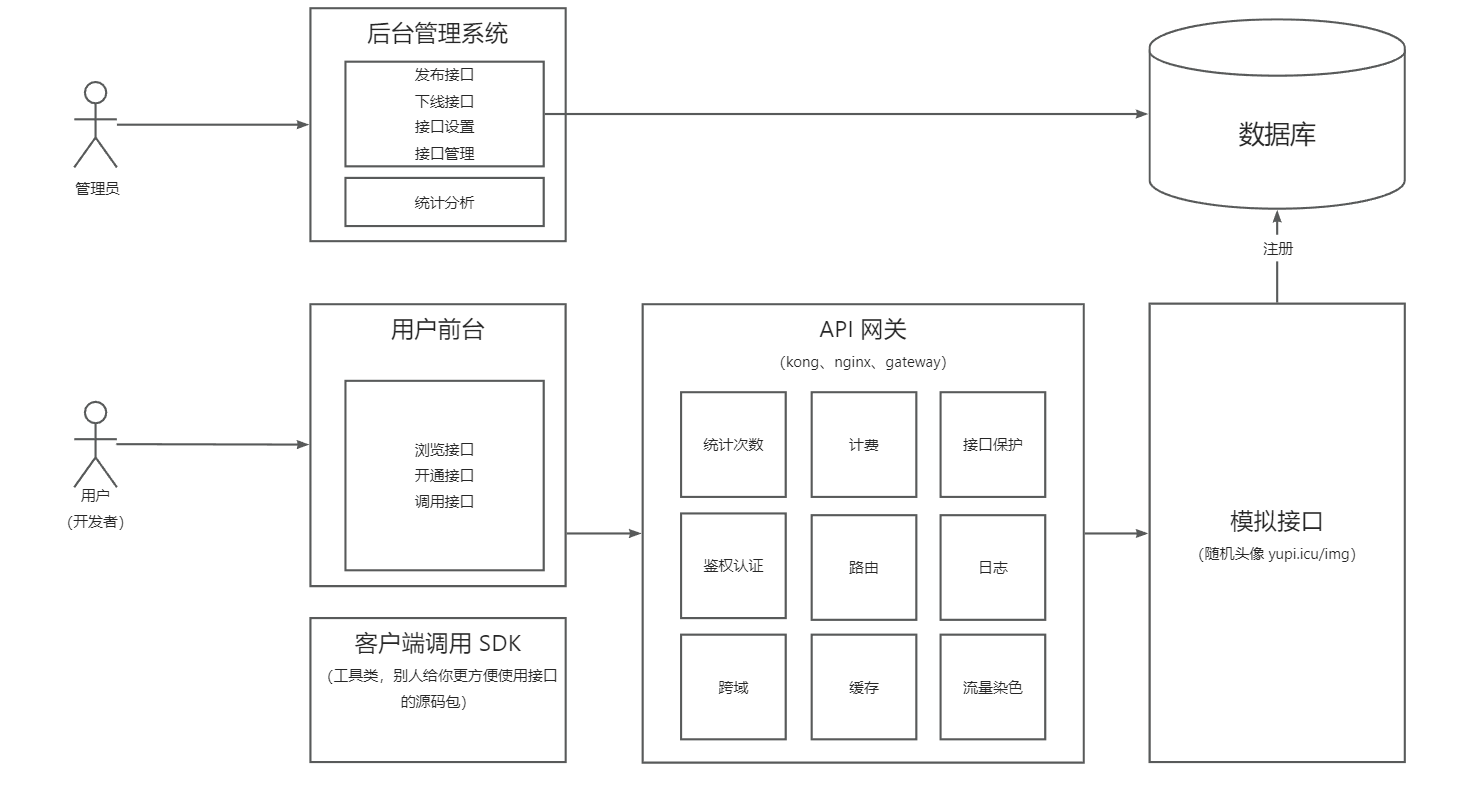 后台管理系统
发布接口
下线接口
接口设置
接口管理
统计分析
管理员
数据库
注册
用户前台
浏览接口
开通接口
调用接口
用户
(开发者)
客户端调用 SDK
(工具类，别人给你更方便使用接口
的源码包)
API 网关
(kong、nginx、gateway)
统计次数
计费
接口保护
鉴权认证
路由
日志
跨域
缓存
流量染色
模拟接口
(随机头像 yupi.icu/img)